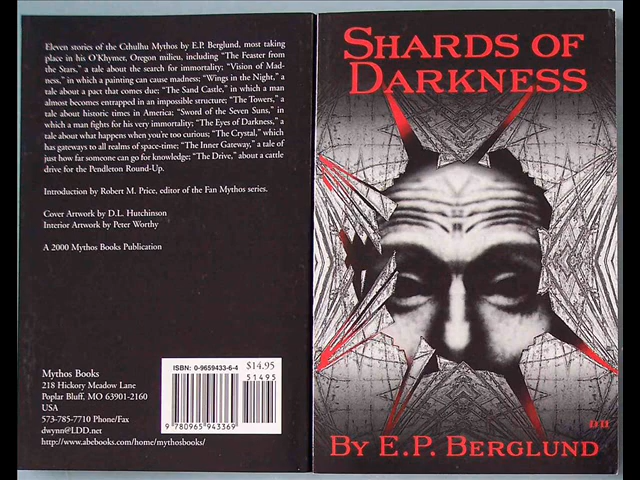 Eleven stories of the Cthulhu Mythos by E.P. Berglund, most taking
place in his O'Khymer, Oregon milieu, including "The Feaster from
the Stars," a tale about the search for immortality; "Vision of Mad-
ness," in which a painting can cause madness; "Wings in the Night," a
tale about a pact that comes due; "The Sand Castle," in which a man
almost becomes entrapped in an impossible structure; "The Towers," a
tale about historic times in America; "Sword of the Seven Suns," in
which a man fights for his very immortality; "The Eyes of Darkness," a
tale about what happens when you're too curious; "The Crystal," which
has gateways to all realms of space-time; "The Inner Gateway," a tale of
just how far someone can go for knowledge; "The Drive," about a cattle
drive for the Pendleton Round-Up.
Introduction by Robert M. Price, editor of the Fan Mythos series.
Cover Artwork by D.L. Hutchinson
Interior Artwork by Peter Worthy
A 2000 Mythos Books Publication
Mythos Books
218 Hickory Meadow Lane
Poplar Bluff, MO 63901-2160
USA
573-785-7710 Phone/Fax
dwynn@LDD.net
http://www.abebooks.com/home/mythosbooks/
ISBN: 0-9659433-6-4
$14.95
51495
9 780965 943369
SHARDS OF
DARKNESS
BY E.P. BERGLUND